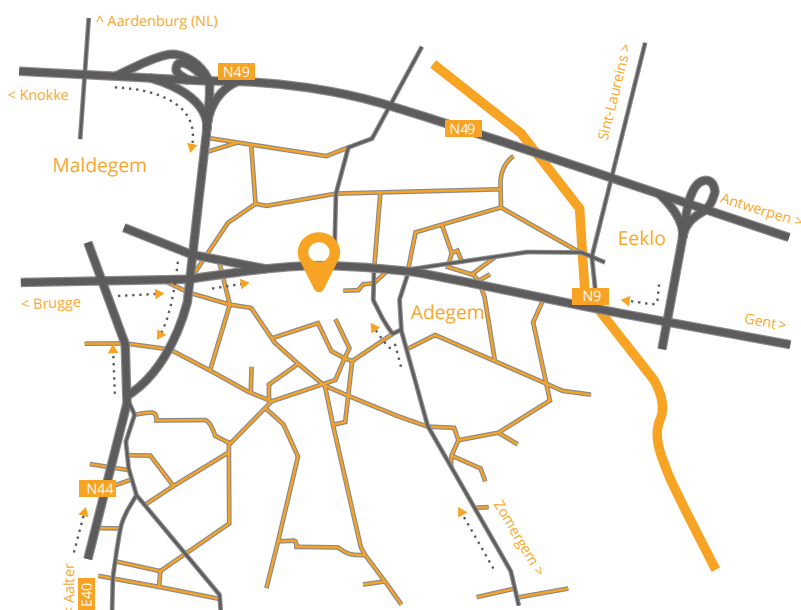 ^ Aardenburg (NL)
N49
< Knokke
Sint-Laureins >
N49
Maldegem
Antwerpen >
Eeklo
< Brugge
N9
Adegem
Gent >
N44
Zomergem >
< Aalter
E40